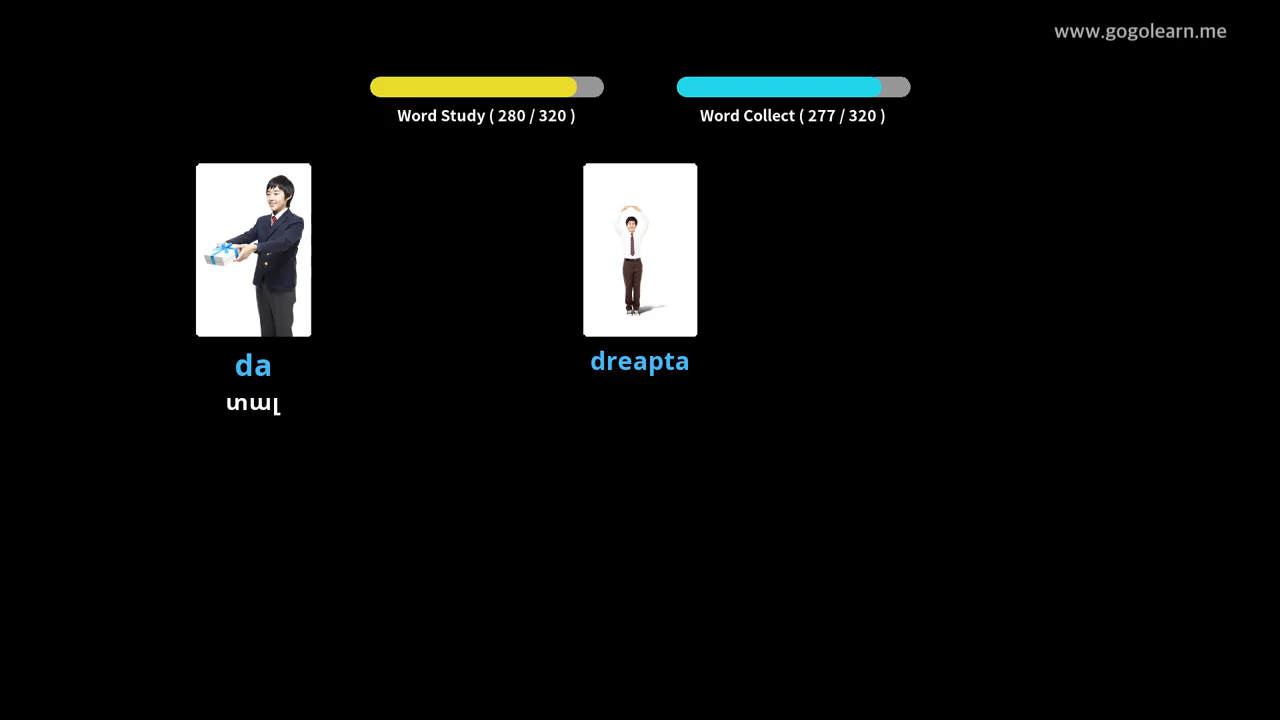 www.gogolearn.me
Word Study ( 280 / 320 )
Word Collect ( 277 / 320 )
da
տալ
dreapta